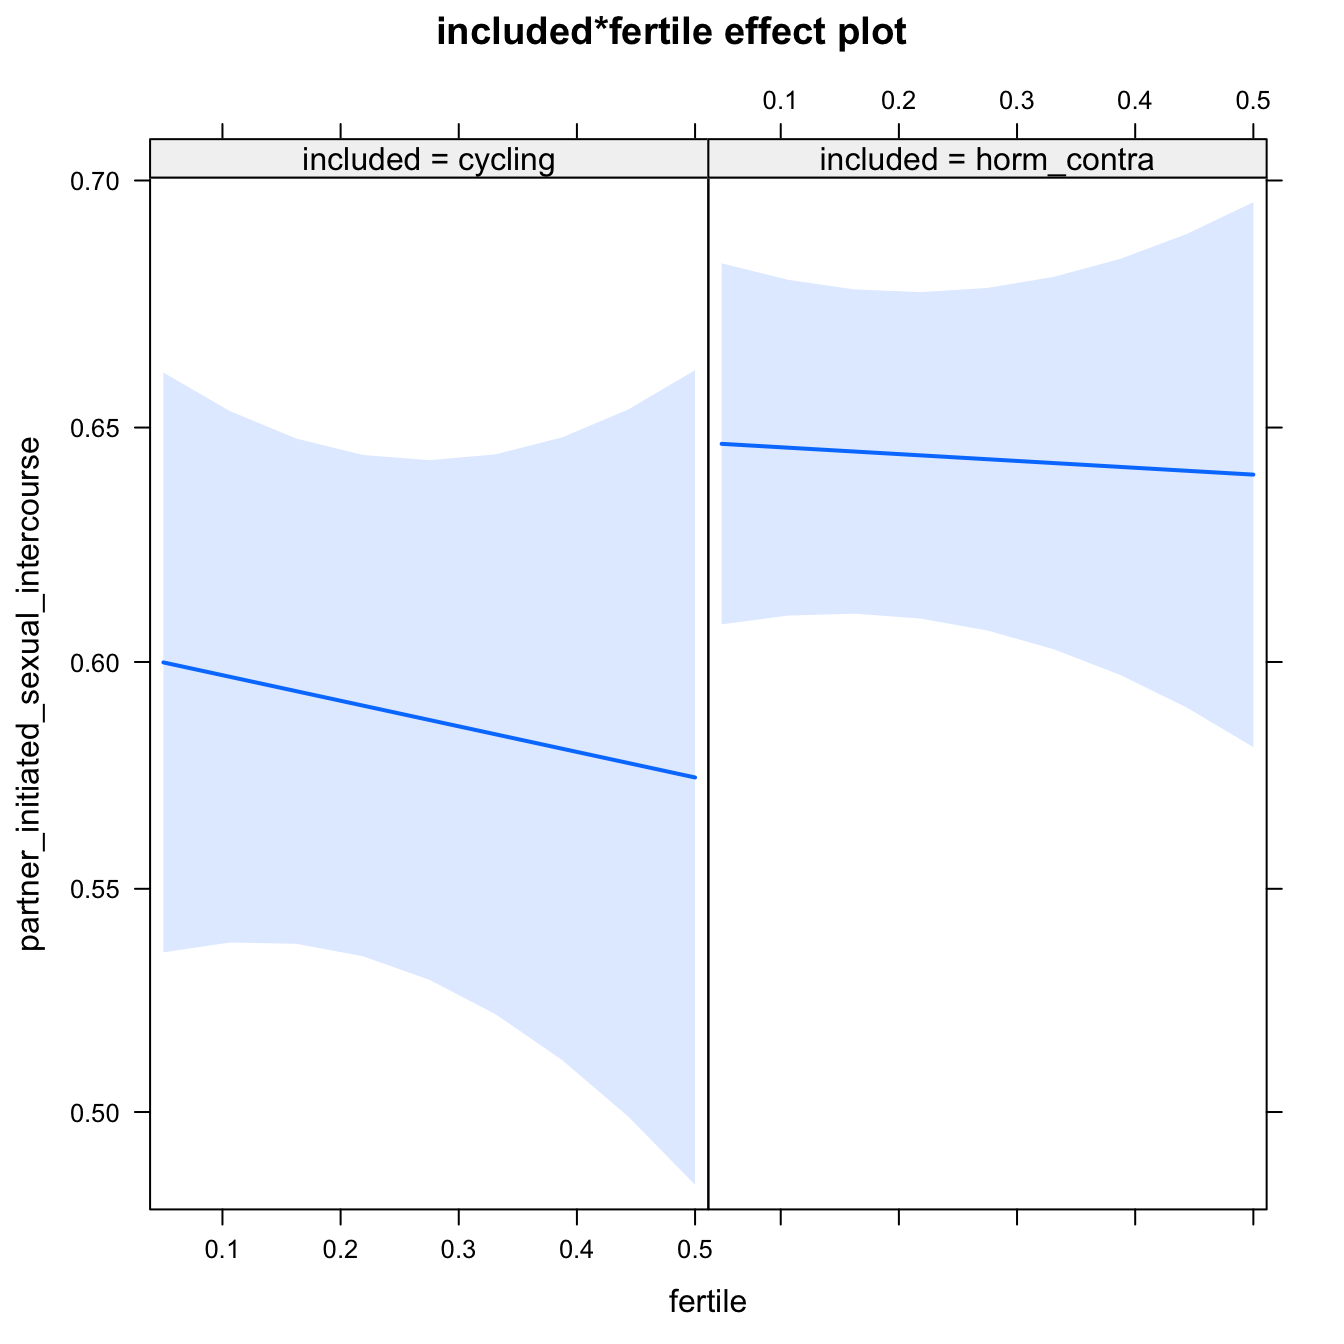 included*fertile effect plot
0.1 0.2 0.3 0.4 0.5
included = cycling included = horm_contra
partner_initiated_sexual_intercourse
0.70
0.65
0.60
0.55
0.50
0.1 0.2 0.3 0.4 0.5
fertile